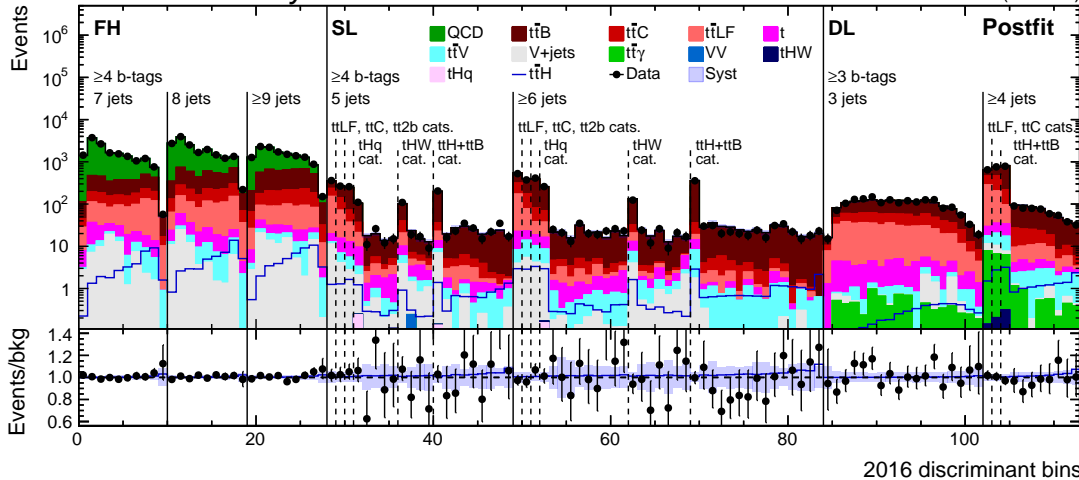 Events
10⁶
10⁵
10⁴
10³
10²
10
1
FH
SL
DL
Postfit
QCD
tt̄B
tt̄C
tt̄LF
t
tt̄V
V+jets
tt̄γ
VV
tHW
tHq
tt̄H
Data
Syst
≥4 b-tags
7 jets
8 jets
≥9 jets
≥4 b-tags
5 jets
≥6 jets
≥3 b-tags
3 jets
≥4 jets
ttLF, ttC, tt2b cats.
tHq
cat.
tHW
cat.
ttH+ttB
cat.
ttLF, ttC, tt2b cats.
tHq
cat.
tHW
cat.
ttH+ttB
cat.
ttLF, ttC cats.
ttH+ttB
cat.
Events/bkg
1.4
1.2
1.0
0.8
0.6
0
20
40
60
80
100
2016 discriminant bins